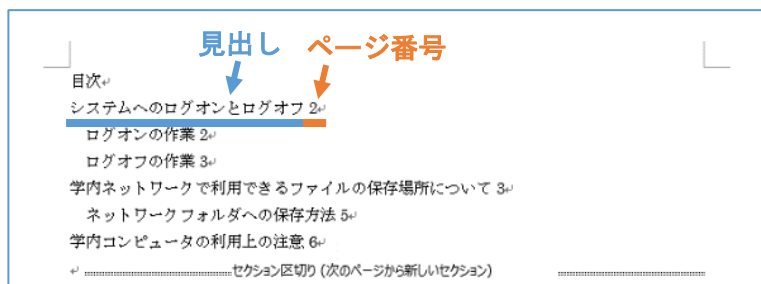 見出し ページ番号
目次
システムへのログオンとログオフ 2
ログオンの作業 2
ログオフの作業 3
学内ネットワークで利用できるファイルの保存場所について 3
ネットワークフォルダへの保存方法 5
学内コンピュータの利用上の注意 6
セクション区切り (次のページから新しいセクション)